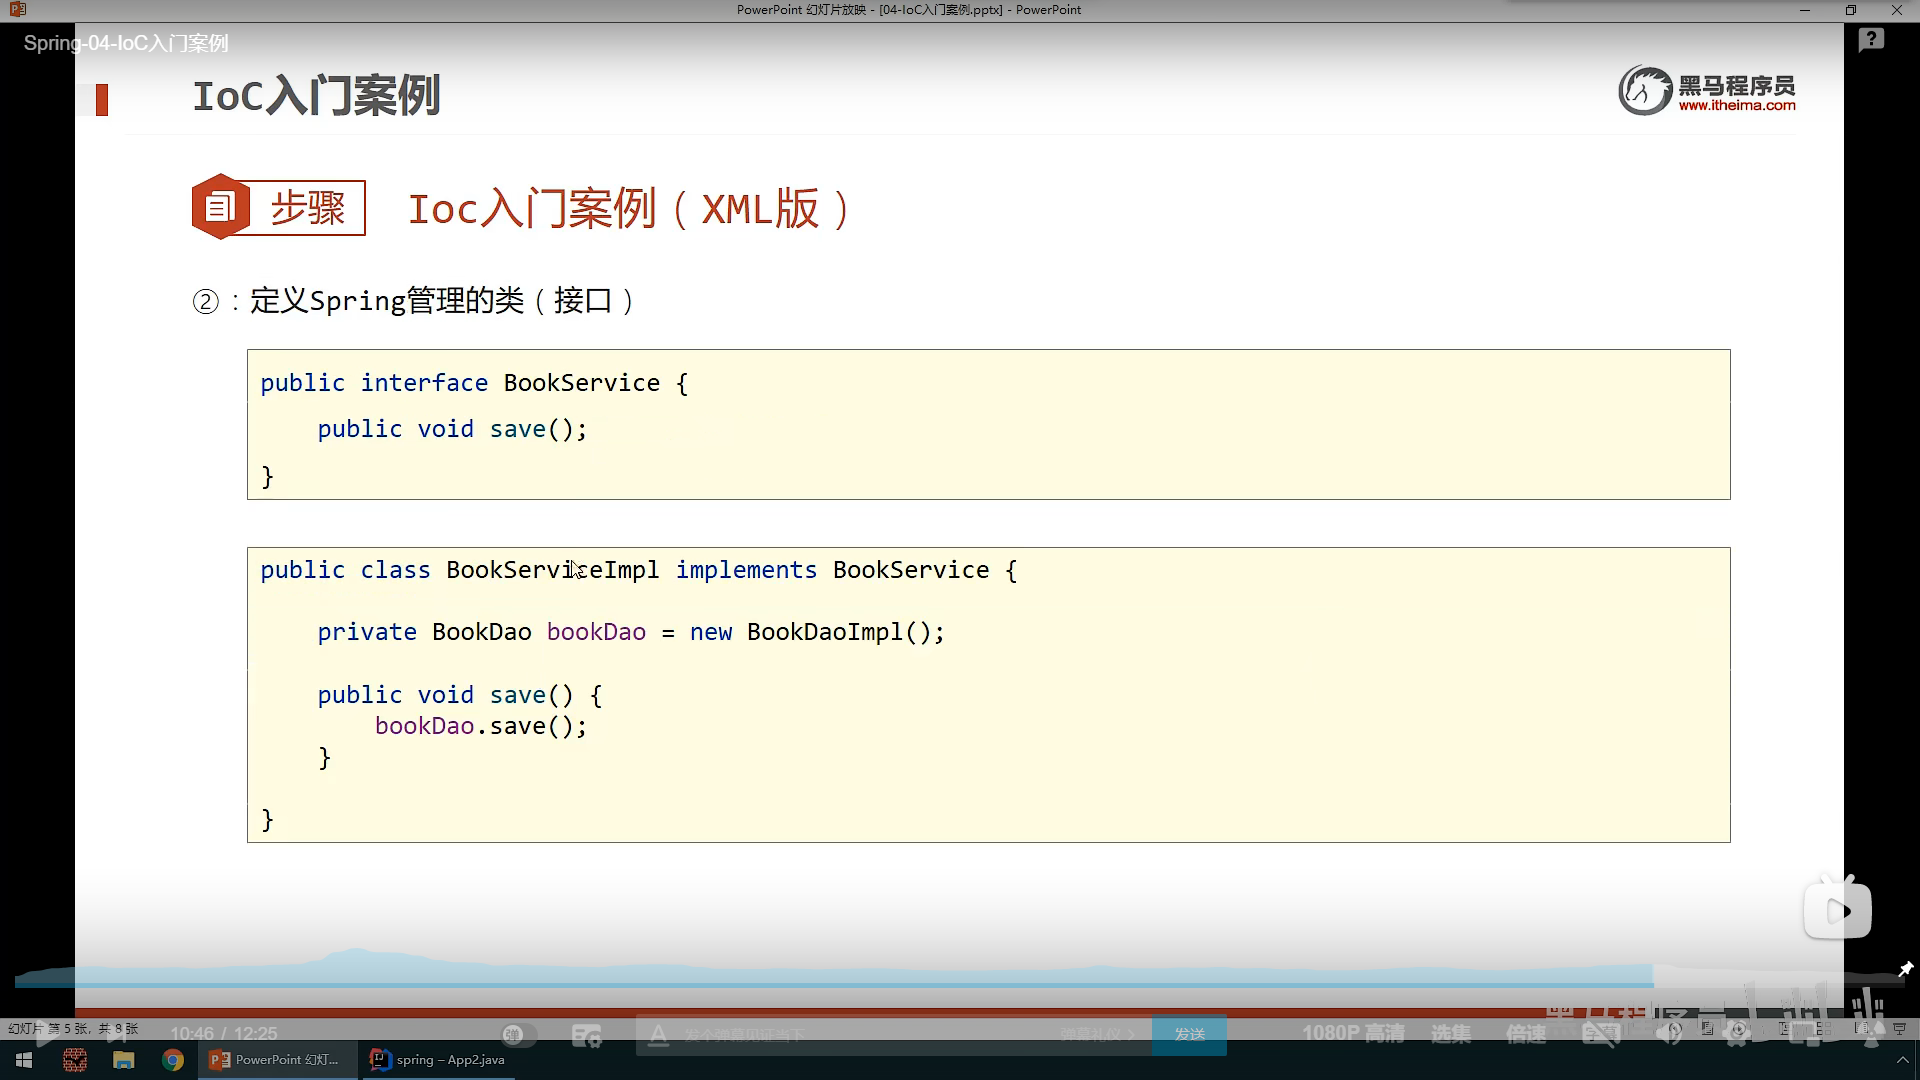 PowerPoint 幻灯片放映 - [04-IoC入门案例.pptx] - PowerPoint
Spring-04-IoC入门案例
IoC入门案例
黑马程序员
www.itheima.com
步骤
Ioc入门案例（XML版）
②：定义Spring管理的类（接口）
public interface BookService {
public void save();
}
public class BookServiceImpl implements BookService {
private BookDao bookDao = new BookDaoImpl();
public void save() {
bookDao.save();
}
}
幻灯片 第 5 张，共 8 张
10:46 / 12:25
弹
发个弹幕见证当下
弹幕礼仪 >
发送
1080P 高清
选集
倍速
PowerPoint 幻灯...
spring – App2.java